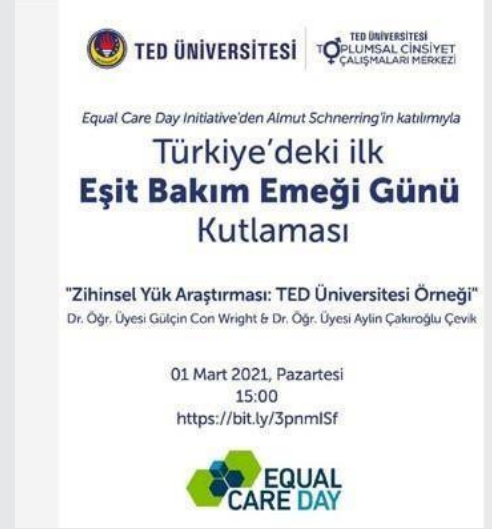 TED ÜNİVERSİTESİ
TED ÜNİVERSİTESİ
TOPLUMSAL CİNSİYET
ÇALIŞMALARI MERKEZİ
Equal Care Day Initiative'den Almut Schnerring'in katılımıyla
Türkiye'deki ilk
Eşit Bakım Emeği Günü
Kutlaması
"Zihinsel Yük Araştırması: TED Üniversitesi Örneği"
Dr. Öğr. Üyesi Gülçin Con Wright & Dr. Öğr. Üyesi Aylin Çakıroğlu Çevik
01 Mart 2021, Pazartesi
15:00
https://bit.ly/3pnmISf
EQUAL
CARE DAY